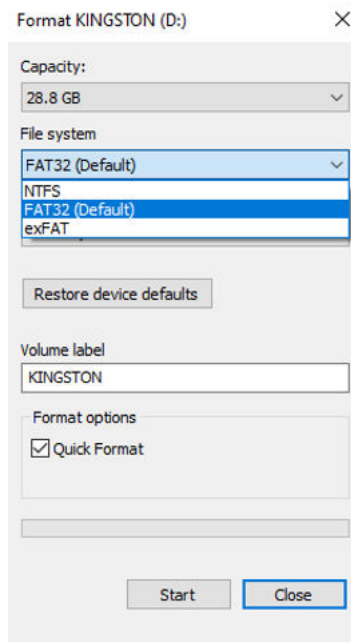 Format KINGSTON (D:)
Capacity:
28.8 GB
File system
FAT32 (Default)
NTFS
FAT32 (Default)
exFAT
Restore device defaults
Volume label
KINGSTON
Format options
Quick Format
Start
Close